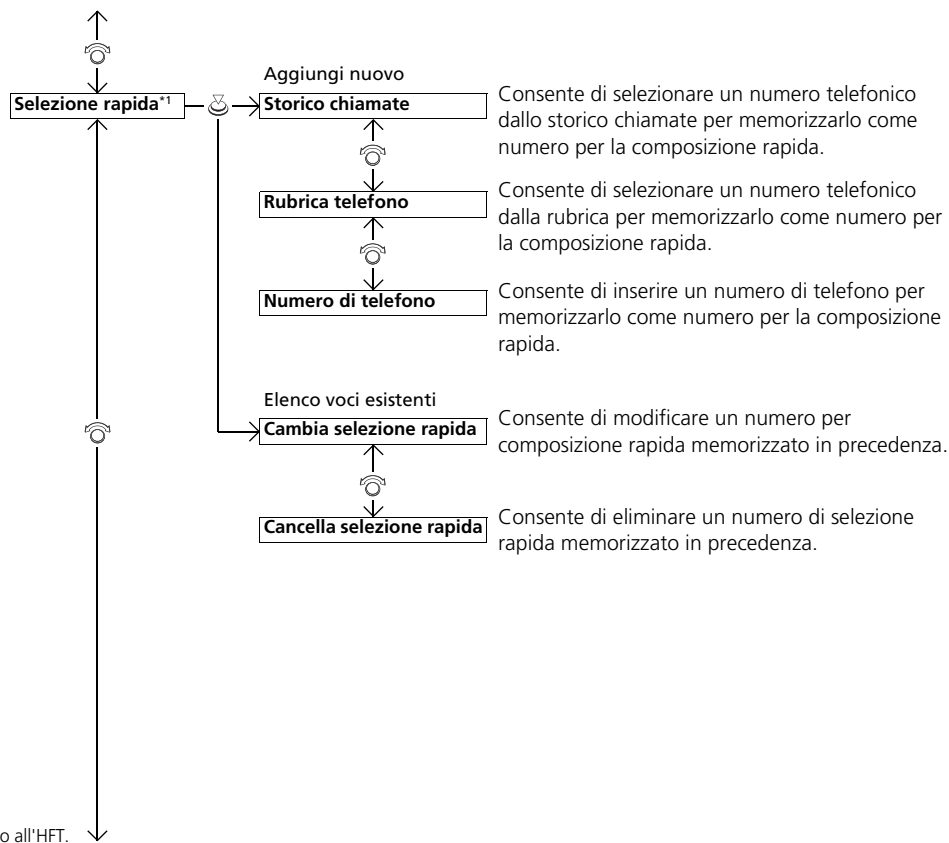 Selezione rapida*1
Aggiungi nuovo
Storico chiamate
Consente di selezionare un numero telefonico
dallo storico chiamate per memorizzarlo come
numero per la composizione rapida.
Rubrica telefono
Consente di selezionare un numero telefonico
dalla rubrica per memorizzarlo come numero per
la composizione rapida.
Numero di telefono
Consente di inserire un numero di telefono per
memorizzarlo come numero per la composizione
rapida.
Elenco voci esistenti
Cambia selezione rapida
Consente di modificare un numero per
composizione rapida memorizzato in precedenza.
Cancella selezione rapida
Consente di eliminare un numero di selezione
rapida memorizzato in precedenza.
o all'HFT.